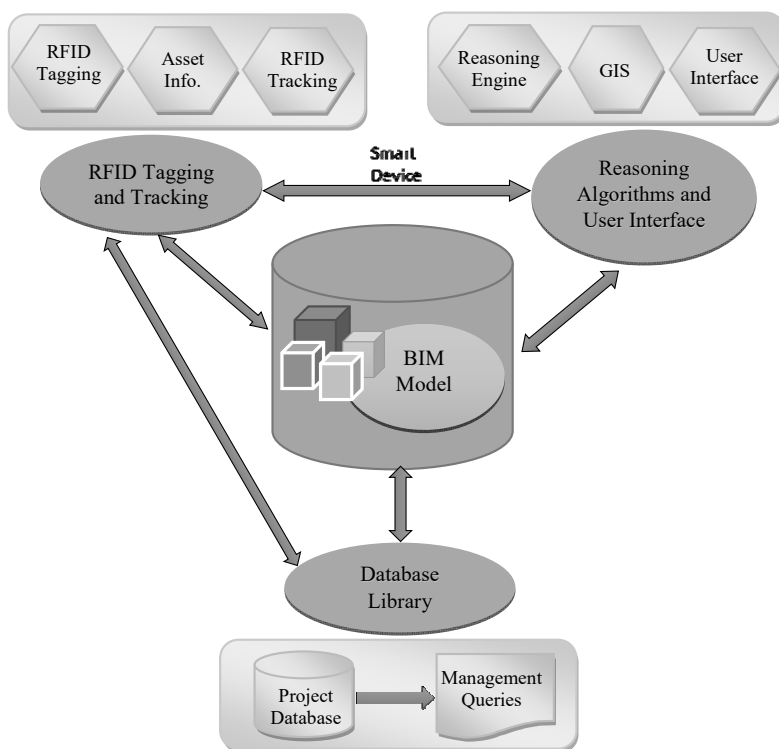 RFID
Tagging
Asset
Info.
RFID
Tracking
Reasoning
Engine
GIS
User
Interface
RFID Tagging
and Tracking
Smart
Device
Reasoning
Algorithms and
User Interface
BIM
Model
Database
Library
Project
Database
Management
Queries